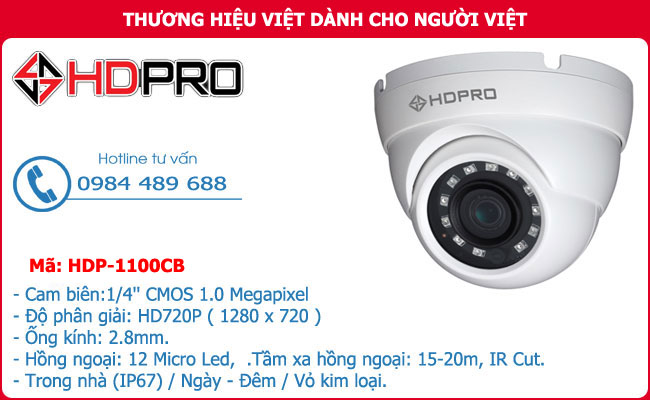 THƯƠNG HIỆU VIỆT DÀNH CHO NGƯỜI VIỆT
HDPRO
HDPRO
Hotline tư vấn
0984 489 688
Mã: HDP-1100CB
- Cam biên:1/4" CMOS 1.0 Megapixel
- Độ phân giải: HD720P ( 1280 x 720 )
- Ống kính: 2.8mm.
- Hồng ngoại: 12 Micro Led,  .Tầm xa hồng ngoại: 15-20m, IR Cut.
- Trong nhà (IP67) / Ngày - Đêm / Vỏ kim loại.